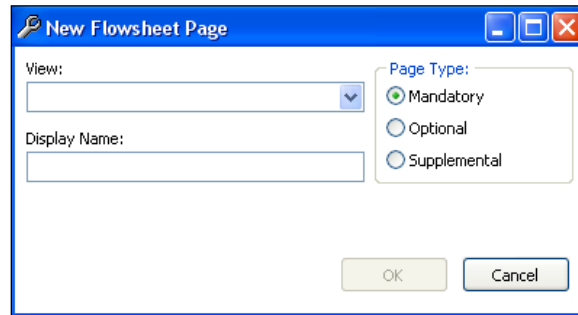 New Flowsheet Page
View:
Page Type:
Mandatory
Optional
Display Name:
Supplemental
OK
Cancel